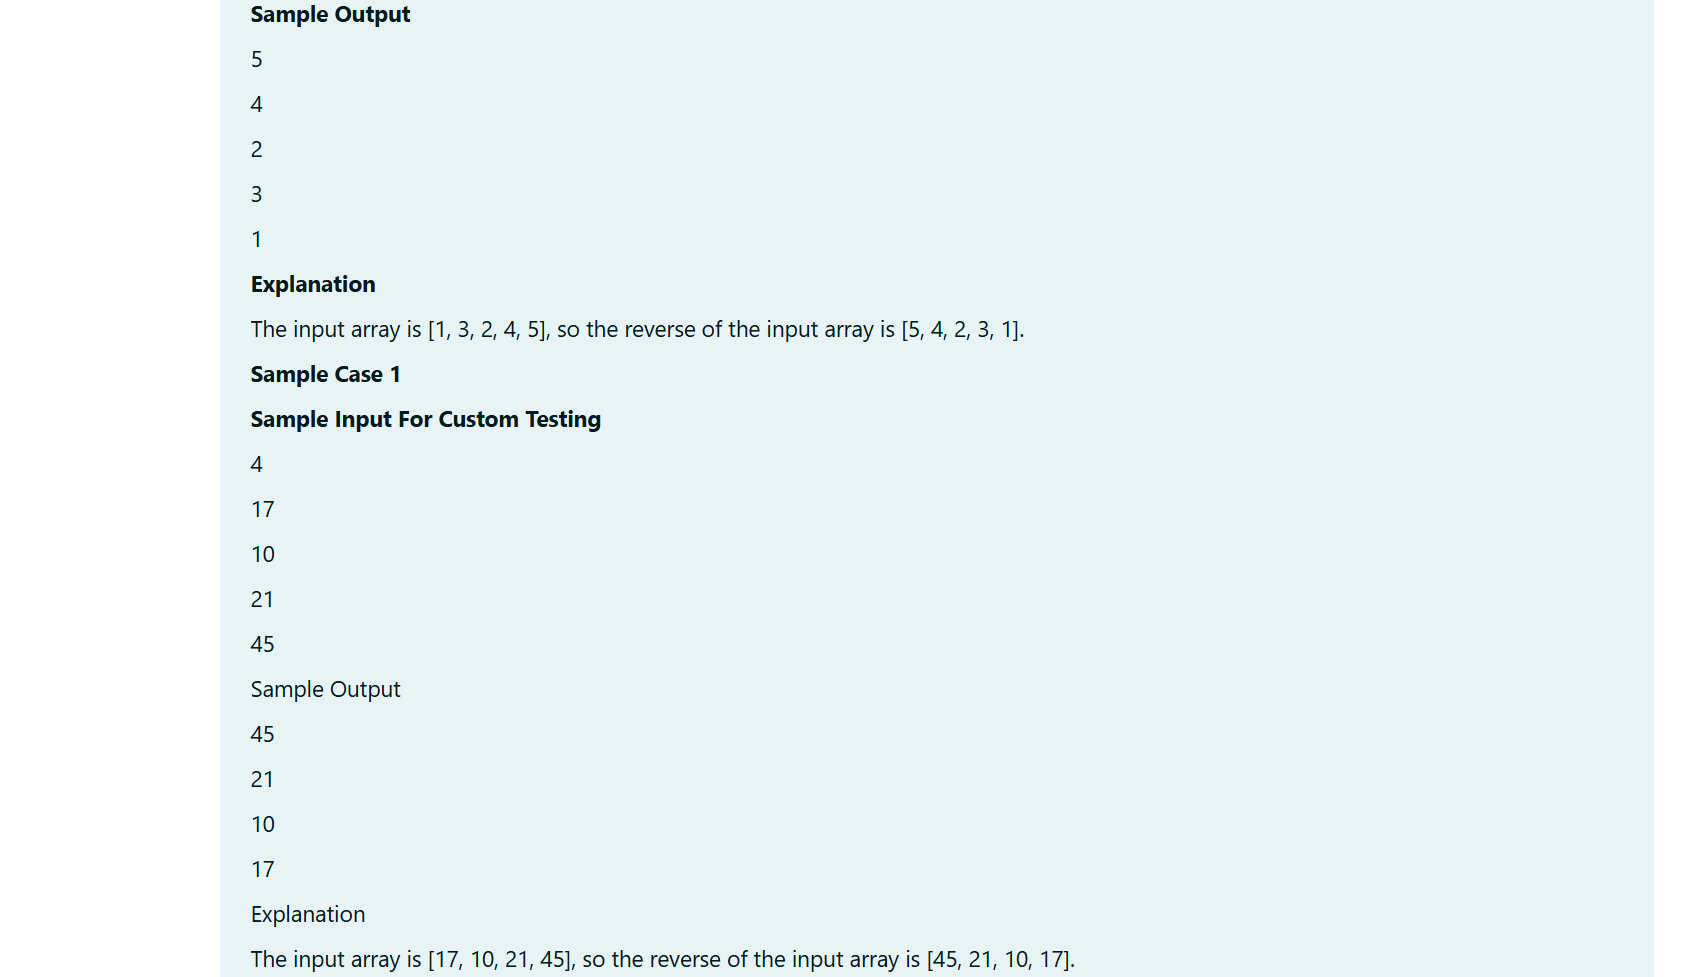 Sample Output
5
4
2
3
1
Explanation
The input array is [1, 3, 2, 4, 5], so the reverse of the input array is [5, 4, 2, 3, 1].
Sample Case 1
Sample Input For Custom Testing
4
17
10
21
45
Sample Output
45
21
10
17
Explanation
The input array is [17, 10, 21, 45], so the reverse of the input array is [45, 21, 10, 17].